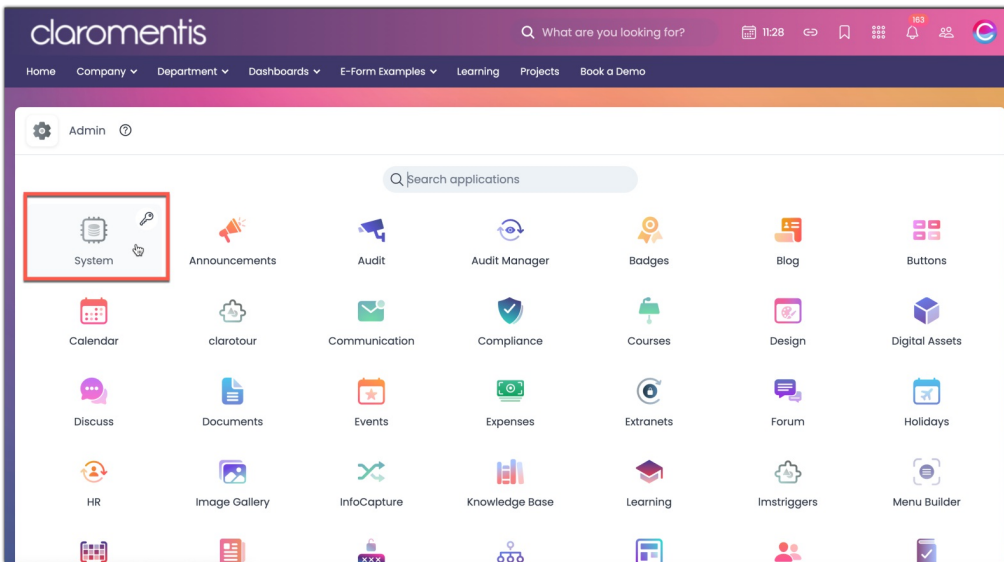 claromentis
What are you looking for?
11:28
163
Home Company Department Dashboards E-Form Examples Learning Projects Book a Demo
Admin
Search applications
System Announcements Audit Audit Manager Badges Blog Buttons
Calendar clarotour Communication Compliance Courses Design Digital Assets
Discuss Documents Events Expenses Extranets Forum Holidays
HR Image Gallery InfoCapture Knowledge Base Learning lmstriggers Menu Builder
xxx